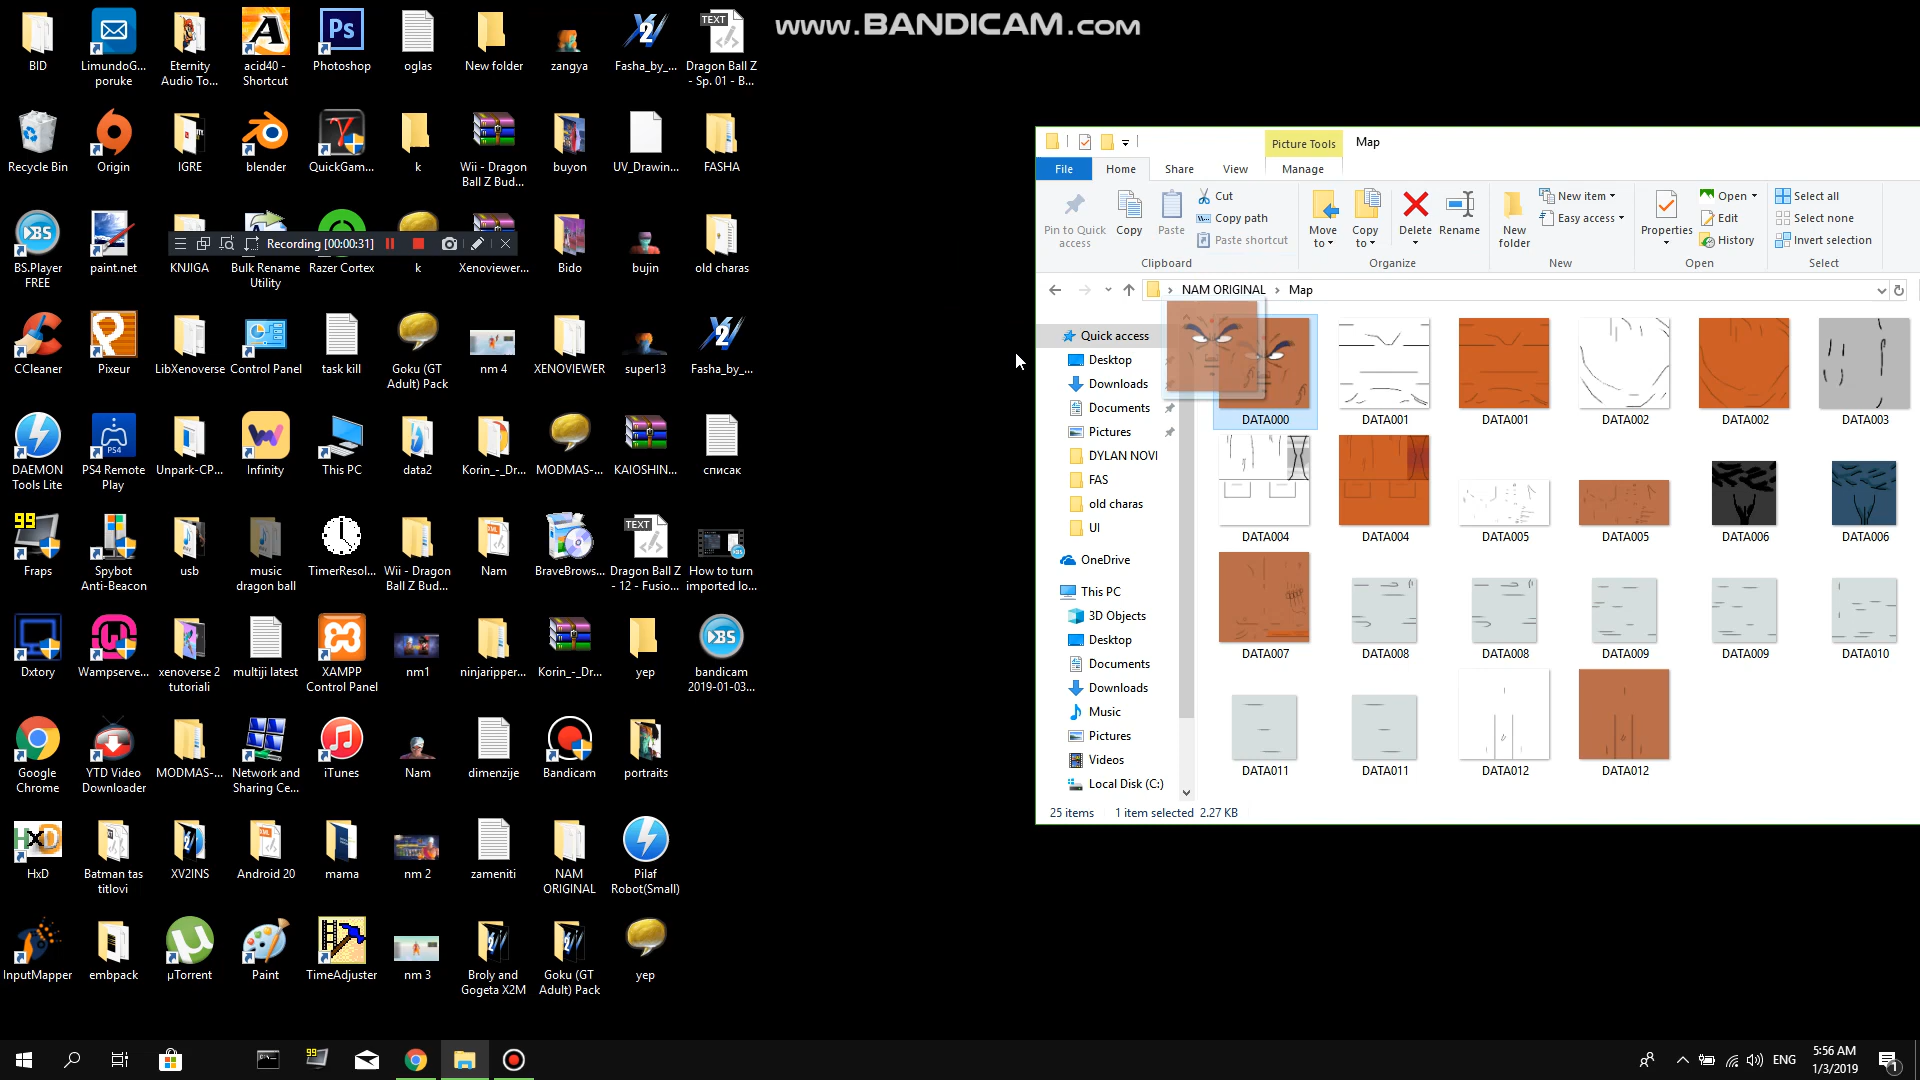 www.BANDICAM.com
BID
LimundoG... poruke
Eternity Audio To...
acid40 - Shortcut
Photoshop
oglas
New folder
zangya
Fasha_by_...
Dragon Ball Z - Sp. 01 - B...
Recycle Bin
Origin
IGRE
blender
QuickGam...
k
Wii - Dragon Ball Z Bud...
buyon
UV_Drawin...
FASHA
Recording [00:00:31]
BS.Player FREE
paint.net
KNJIGA
Bulk Rename Utility
Razer Cortex
k
Xenoviewer...
Bido
bujin
old charas
CCleaner
Pixeur
LibXenoverse
Control Panel
task kill
Goku (GT Adult) Pack
nm 4
XENOVIEWER
super13
Fasha_by_...
DAEMON Tools Lite
PS4 Remote Play
Unpark-CP...
Infinity
This PC
data2
Korin_-_Dr...
MODMAS-...
KAIOSHIN...
списак
Fraps
Spybot Anti-Beacon
usb
music dragon ball
TimerResol...
Wii - Dragon Ball Z Bud...
Nam
BraveBrows...
Dragon Ball Z - 12 - Fusio...
How to turn imported lo...
Dxtory
Wampserve...
xenoverse 2 tutoriali
multiji latest
XAMPP Control Panel
nm1
ninjaripper...
Korin_-_Dr...
yep
bandicam 2019-01-03...
Google Chrome
YTD Video Downloader
MODMAS-...
Network and Sharing Ce...
iTunes
Nam
dimenzije
Bandicam
portraits
HxD
Batman tas titlovi
XV2INS
Android 20
mama
nm 2
zameniti
NAM ORIGINAL
Pilaf Robot(Small)
InputMapper
embpack
µTorrent
Paint
TimeAdjuster
nm 3
Broly and Gogeta X2M
Goku (GT Adult) Pack
yep
Picture Tools
Map
File
Home
Share
View
Manage
Pin to Quick access
Copy
Paste
Cut
Copy path
Paste shortcut
Move to
Copy to
Delete
Rename
New folder
New item
Easy access
Properties
Open
Edit
History
Select all
Select none
Invert selection
Clipboard
Organize
New
Open
Select
NAM ORIGINAL
Map
Quick access
Desktop
Downloads
Documents
Pictures
DYLAN NOVI
FAS
old charas
UI
OneDrive
This PC
3D Objects
Desktop
Documents
Downloads
Music
Pictures
Videos
Local Disk (C:)
DATA000
DATA001
DATA001
DATA002
DATA002
DATA003
DATA004
DATA004
DATA005
DATA005
DATA006
DATA006
DATA007
DATA008
DATA008
DATA009
DATA009
DATA010
DATA011
DATA011
DATA012
DATA012
25 items
1 item selected 2.27 KB
ENG
5:56 AM
1/3/2019